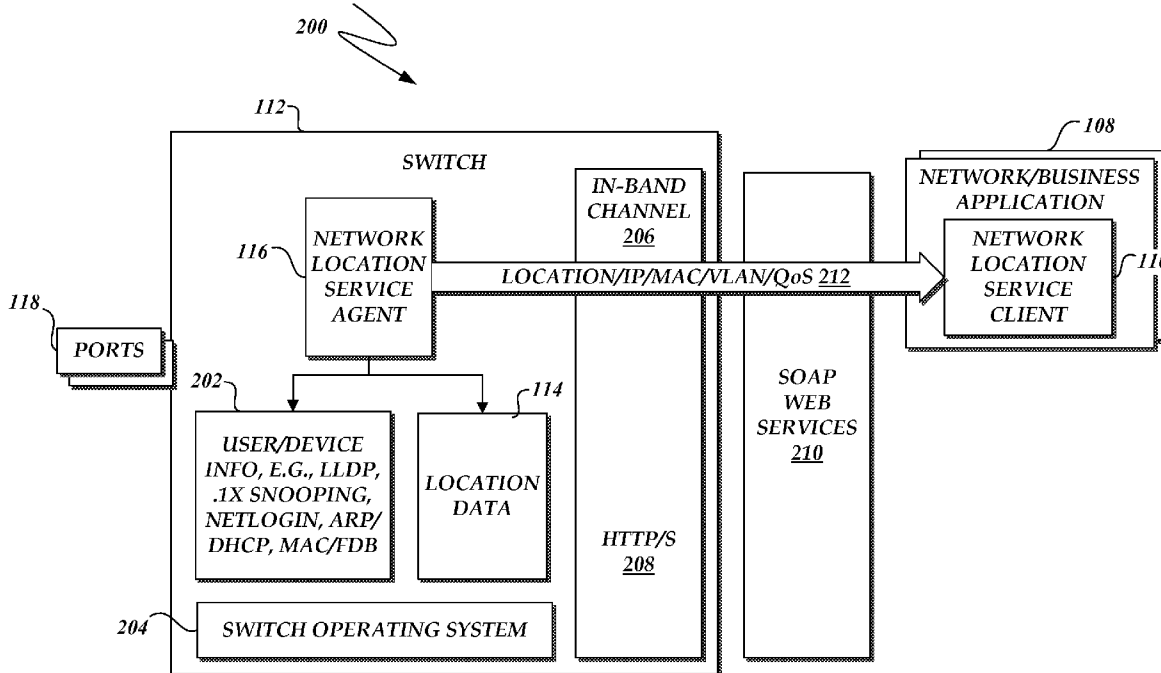 200
112
108
SWITCH
IN-BAND
CHANNEL
206
NETWORK/BUSINESS
APPLICATION
116
NETWORK
LOCATION
SERVICE
AGENT
LOCATION/IP/MAC/VLAN/QoS 212
NETWORK
LOCATION
SERVICE
CLIENT
118
PORTS
202
114
USER/DEVICE
INFO, E.G., LLDP,
.1X SNOOPING,
NETLOGIN, ARP/
DHCP, MAC/FDB
LOCATION
DATA
HTTP/S
208
SOAP
WEB
SERVICES
210
204
SWITCH OPERATING SYSTEM